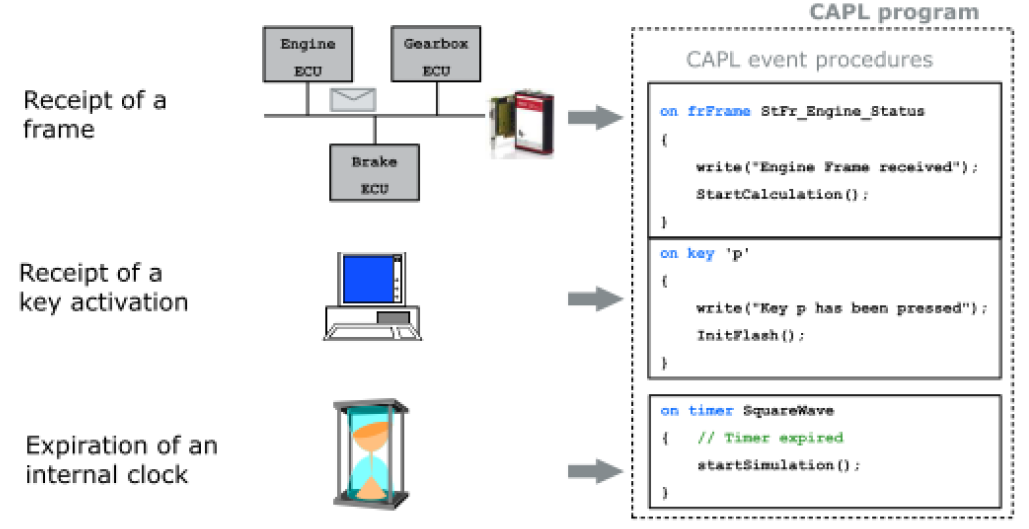 CAPL program
CAPL event procedures
Receipt of a
frame
Engine
ECU
Gearbox
ECU
Brake
ECU
on frFrame StFr_Engine_Status
{
write("Engine Frame received");
StartCalculation();
}
Receipt of a
key activation
on key 'p'
{
write("Key p has been pressed");
InitFlash();
}
Expiration of an
internal clock
on timer SquareWave
{ // Timer expired
startSimulation();
}